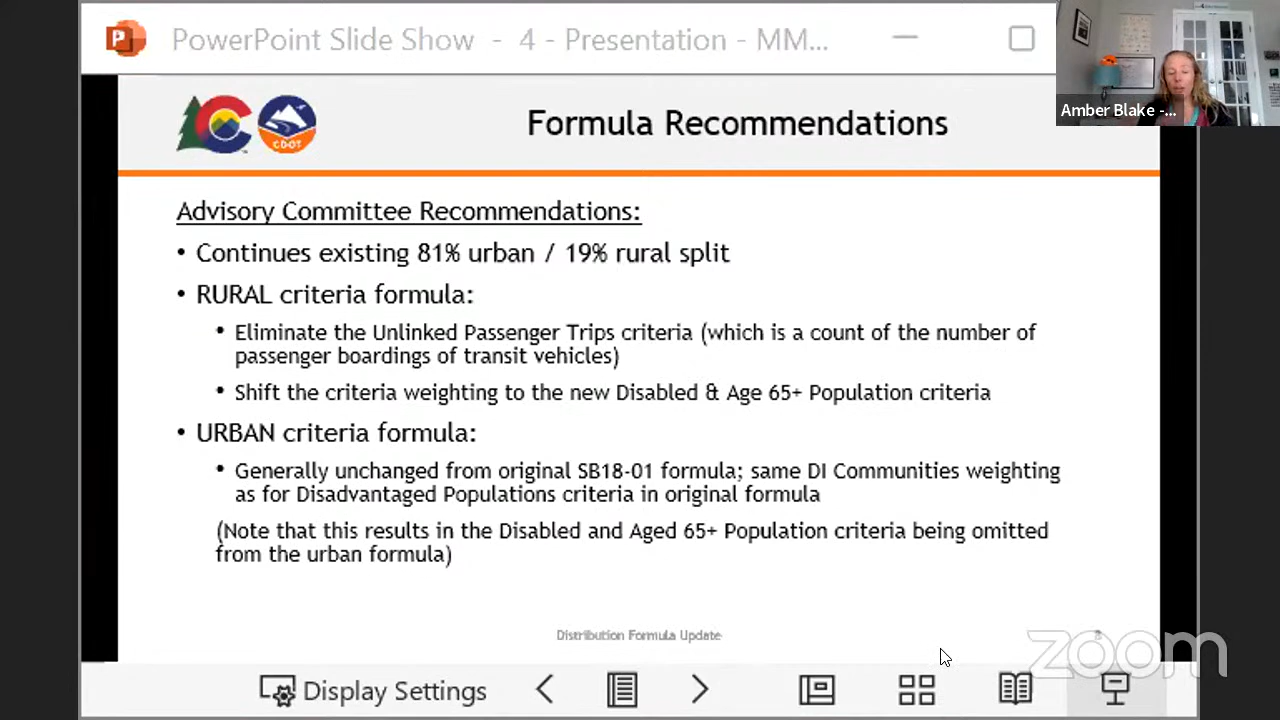 PowerPoint Slide Show - 4 - Presentation - MM...
Amber Blake -...
CDOT
Formula Recommendations
Advisory Committee Recommendations:
• Continues existing 81% urban / 19% rural split
• RURAL criteria formula:
• Eliminate the Unlinked Passenger Trips criteria (which is a count of the number of
passenger boardings of transit vehicles)
• Shift the criteria weighting to the new Disabled & Age 65+ Population criteria
• URBAN criteria formula:
• Generally unchanged from original SB18-01 formula; same DI Communities weighting
as for Disadvantaged Populations criteria in original formula
(Note that this results in the Disabled and Aged 65+ Population criteria being omitted
from the urban formula)
Distribution Formula Update
zoom
Display Settings